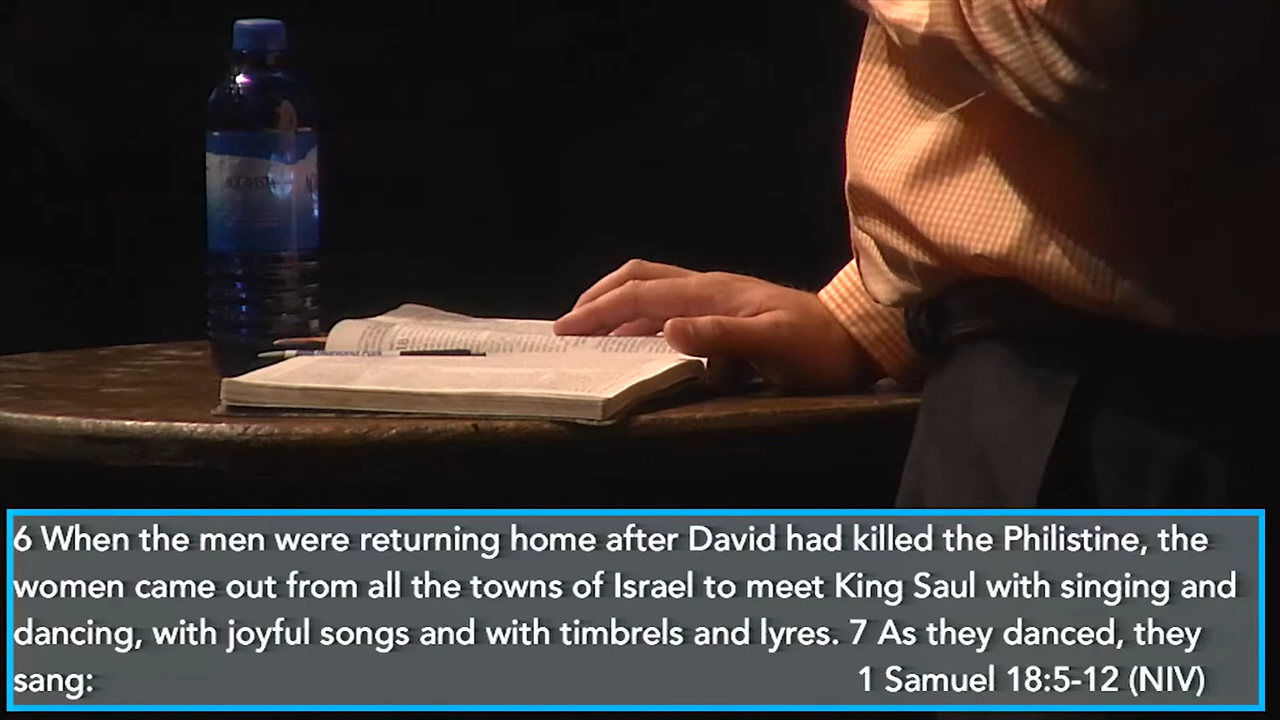 6 When the men were returning home after David had killed the Philistine, the
women came out from all the towns of Israel to meet King Saul with singing and
dancing, with joyful songs and with timbrels and lyres. 7 As they danced, they
sang: 1 Samuel 18:5-12 (NIV)